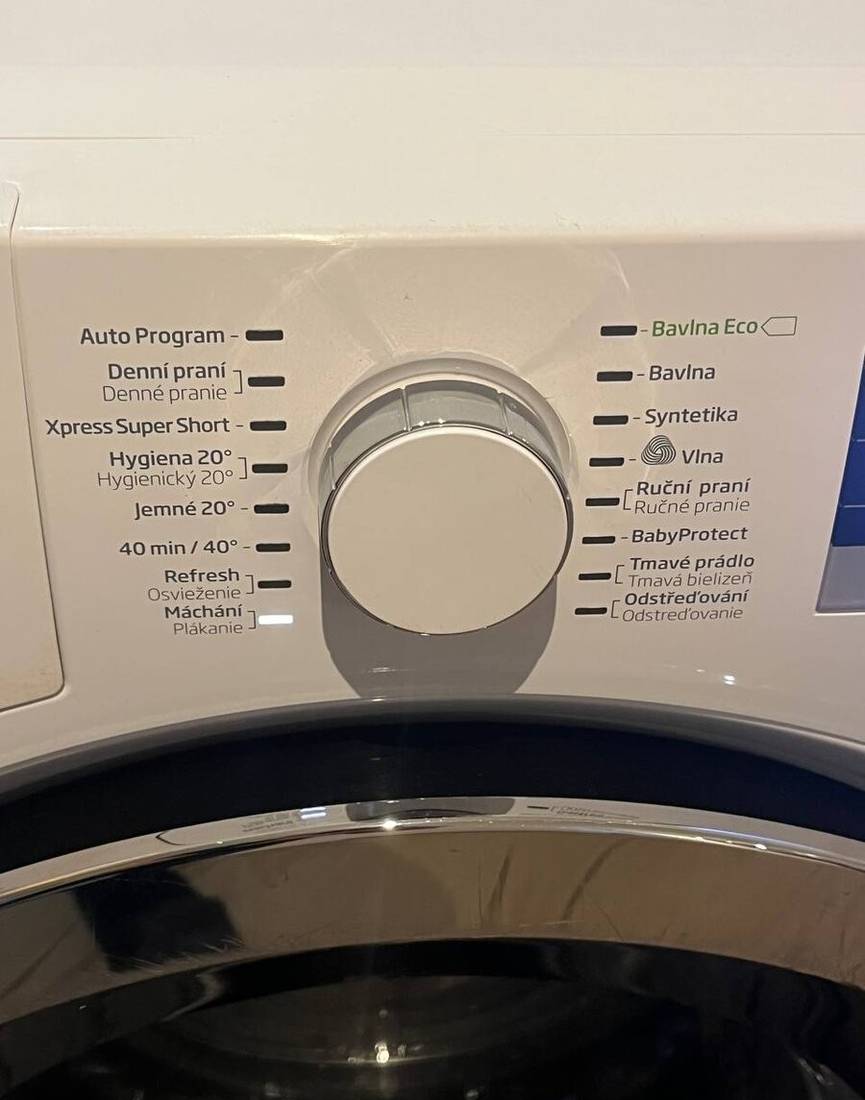 Auto Program
Denní praní
Denné pranie
Xpress Super Short
Hygiena 20°
Hygienický 20°
Jemné 20°
40 min / 40°
Refresh
Osvieženie
Máchání
Plákanie
Bavlna Eco
Bavlna
Syntetika
Vlna
Ruční praní
Ručné pranie
BabyProtect
Tmavé prádlo
Tmavá bielizeň
Odstřeďování
Odstreďovanie